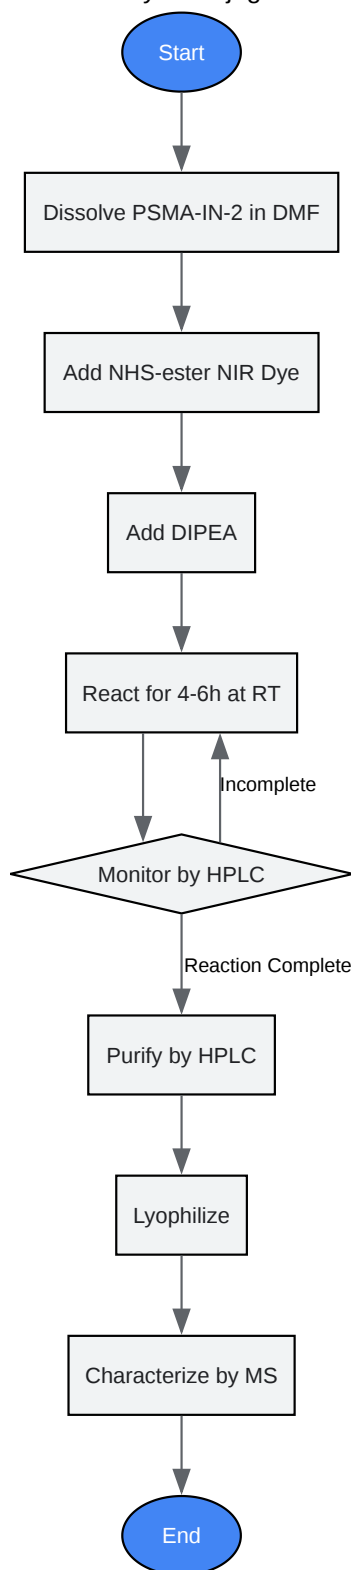 Start
Dissolve PSMA-IN-2 in DMF
Add NHS-ester NIR Dye
Add DIPEA
React for 4-6h at RT
Incomplete
Monitor by HPLC
Reaction Complete
Purify by HPLC
Lyophilize
Characterize by MS
End